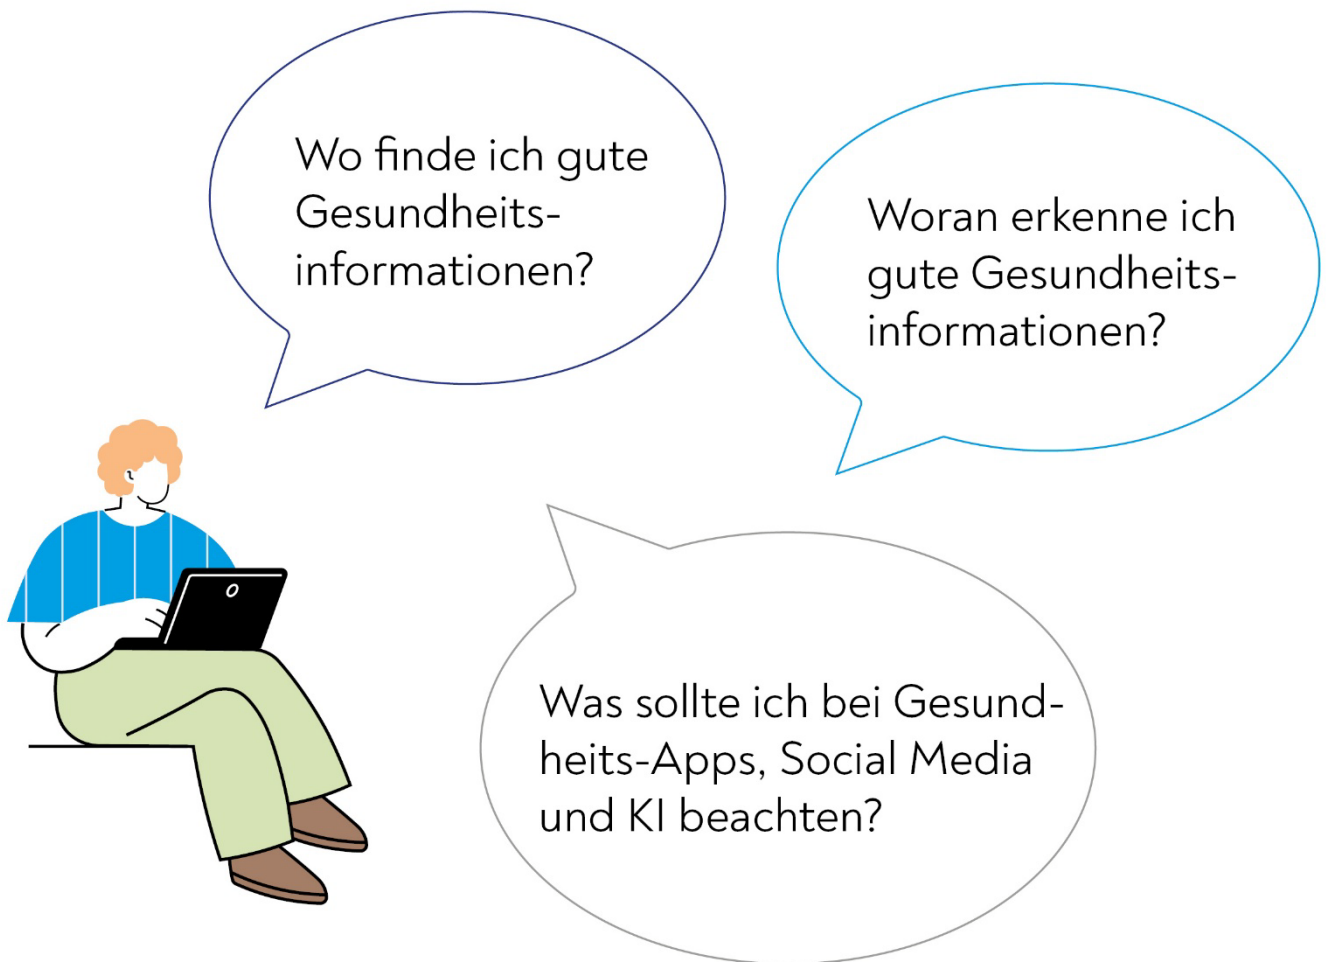 Wo finde ich gute
Gesundheits-
informationen?
Woran erkenne ich
gute Gesundheits-
informationen?
Was sollte ich bei Gesund-
heits-Apps, Social Media
und KI beachten?